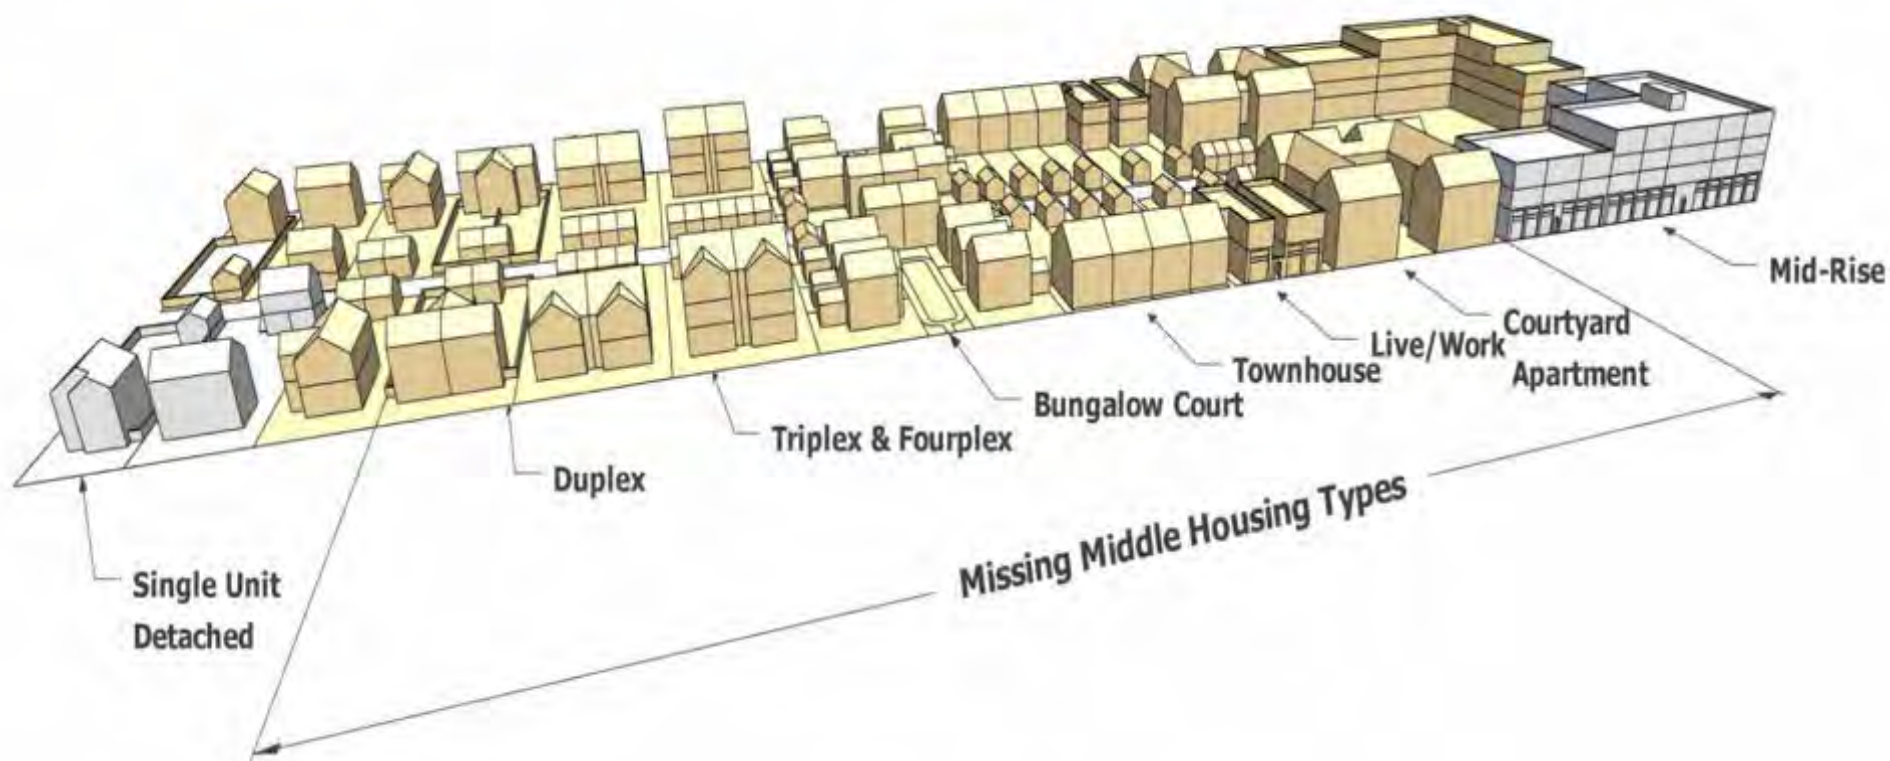 Single Unit
Detached
Duplex
Triplex & Fourplex
Bungalow Court
Townhouse
Live/Work
Courtyard
Apartment
Mid-Rise
Missing Middle Housing Types